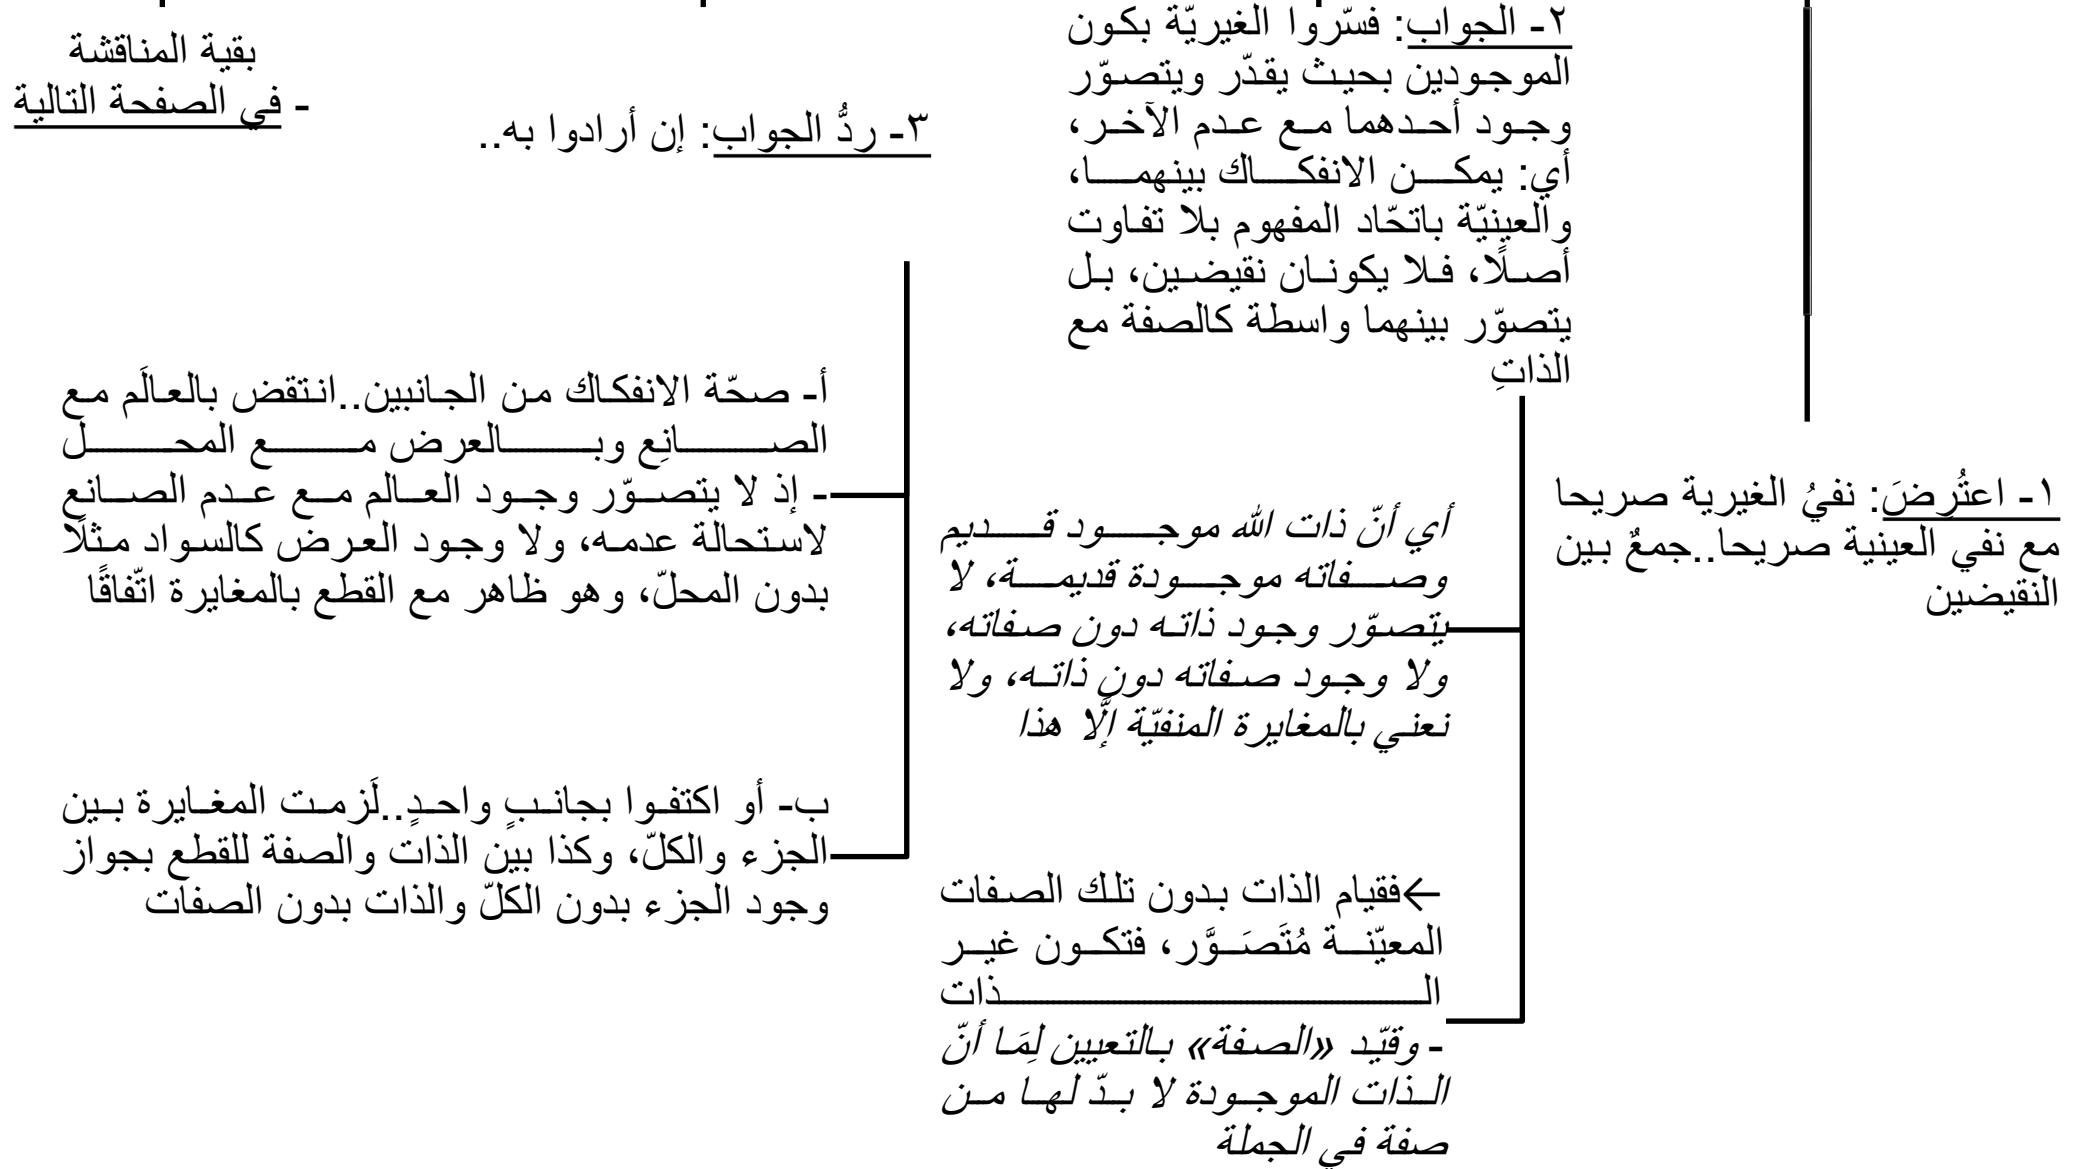 ١- اعتُرِضَ: نفيُ الغيرية صريحا
مع نفي العينية صريحا..جمعٌ بين
النقيضين
٢- الجواب: فسّروا الغيريّة بكون
الموجودين بحيث يقدّر ويتصوّر
وجود أحدهما مع عدم الآخر،
أي: يمكن الانفكاك بينهما،
والعينيّة باتحّاد المفهوم بلا تفاوت
أصلًا، فلا يكونان نقيضين، بل
يتصوّر بينهما واسطة كالصفة مع
الذاتِ
أي أنّ ذات الله موجود قديم
وصفاته موجودة قديمة، لا
يتصوّر وجود ذاته دون صفاته،
ولا وجود صفاته دون ذاته، ولا
نعني بالمغايرة المنفيّة إلَّا هذا
←فقيام الذات بدون تلك الصفات
المعيّنة مُتَصَوَّر، فتكون غير
الذات
- وقيّد «الصفة» بالتعيين لِمَا أنّ
الذات الموجودة لا بدّ لها من
صفة في الجملة
٣- ردُّ الجواب: إن أرادوا به..
أ- صحّة الانفكاك من الجانبين..انتقض بالعالَم مع
الصانِع وبالعرض مع المحل
- إذ لا يتصوّر وجود العالم مع عدم الصانع
لاستحالة عدمه، ولا وجود العرض كالسواد مثلًا
بدون المحلّ، وهو ظاهر مع القطع بالمغايرة اتّفاقًا
ب- أو اكتفوا بجانبٍ واحدٍ..لَزمت المغايرة بين
الجزء والكلّ، وكذا بين الذات والصفة للقطع بجواز
وجود الجزء بدون الكلّ والذات بدون الصفات
بقية المناقشة
- في الصفحة التالية